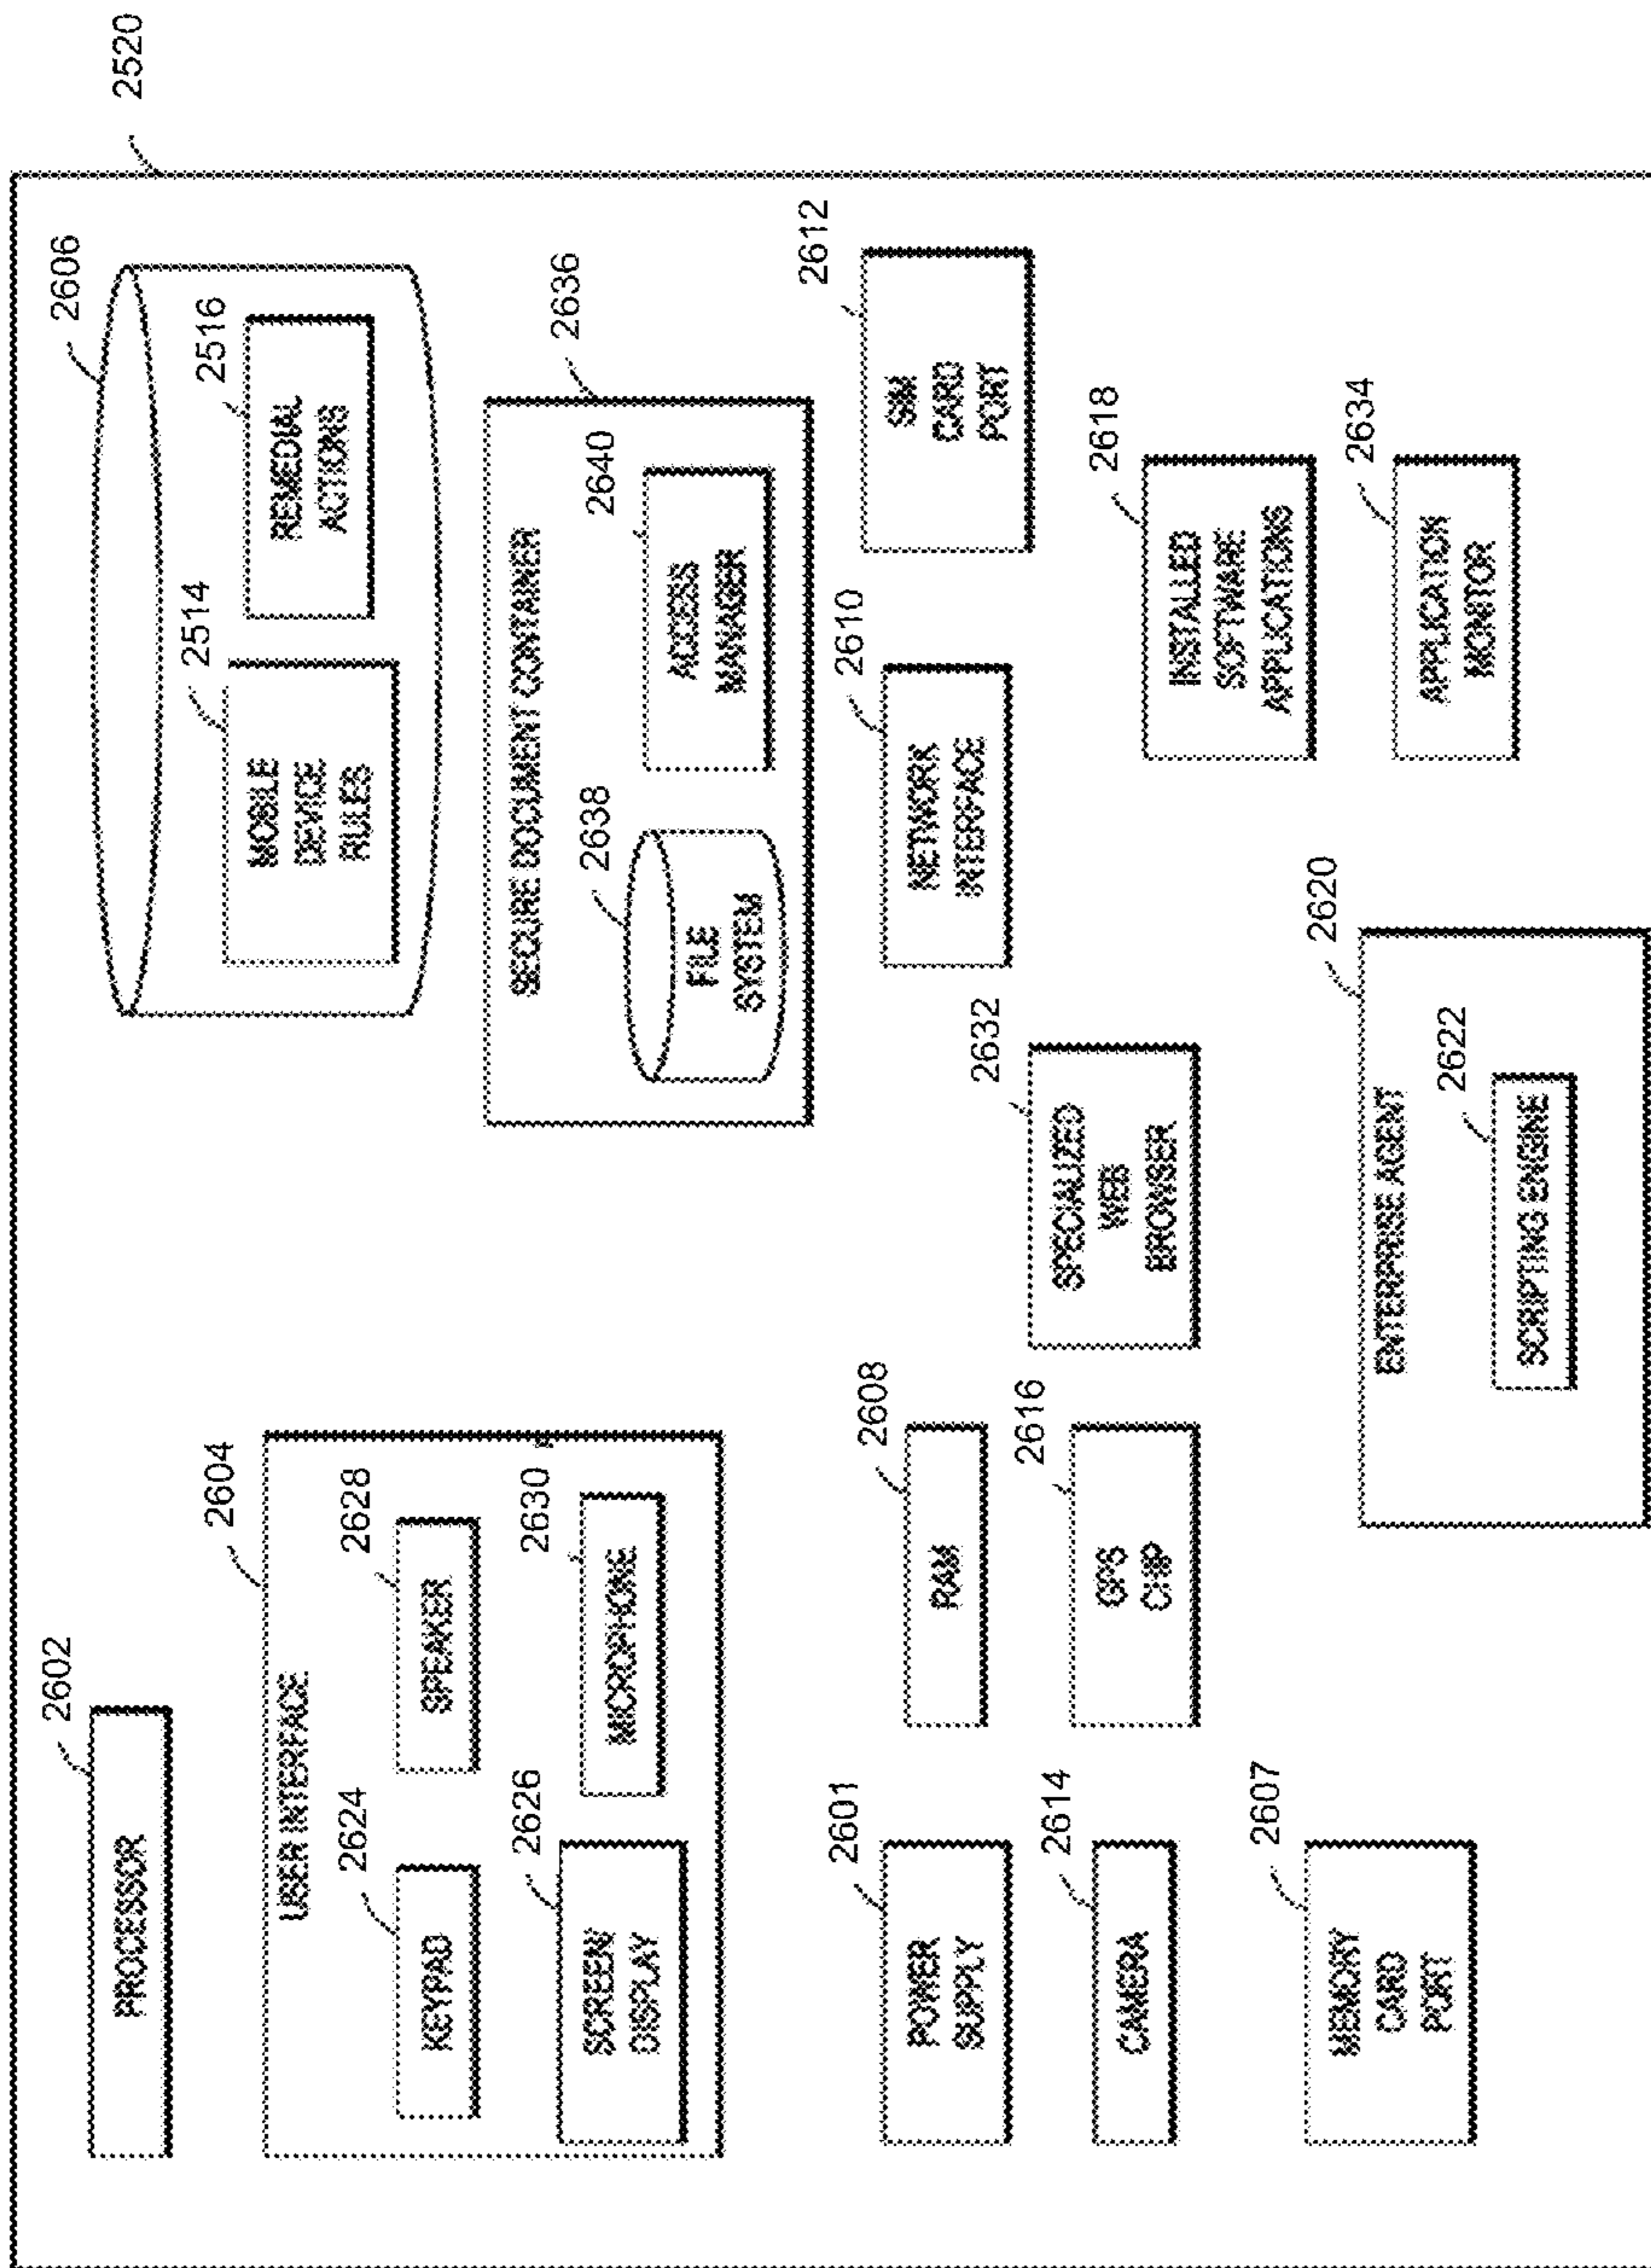 2520
2602
PROCESSOR
2604
USER INTERFACE
2624
KEYPAD
2628
SPEAKER
2626
SCREEN/
DISPLAY
2630
MICROPHONE
2606
2514
MOBILE
DEVICE
RULES
2516
REMEDIAL
ACTIONS
2636
SECURE DOCUMENT CONTAINER
2638
FILE
SYSTEM
2640
ACCESS
MANAGER
2601
POWER
SUPPLY
2608
RAM
2610
NETWORK
INTERFACE
2612
SIM
CARD
PORT
2614
CAMERA
2616
GPS
CHIP
2632
SPECIALIZED
WEB
BROWSER
2618
INSTALLED
SOFTWARE
APPLICATIONS
2607
MEMORY
CARD
PORT
2620
ENTERPRISE AGENT
2622
SCRIPTING ENGINE
2634
APPLICATION
MONITOR